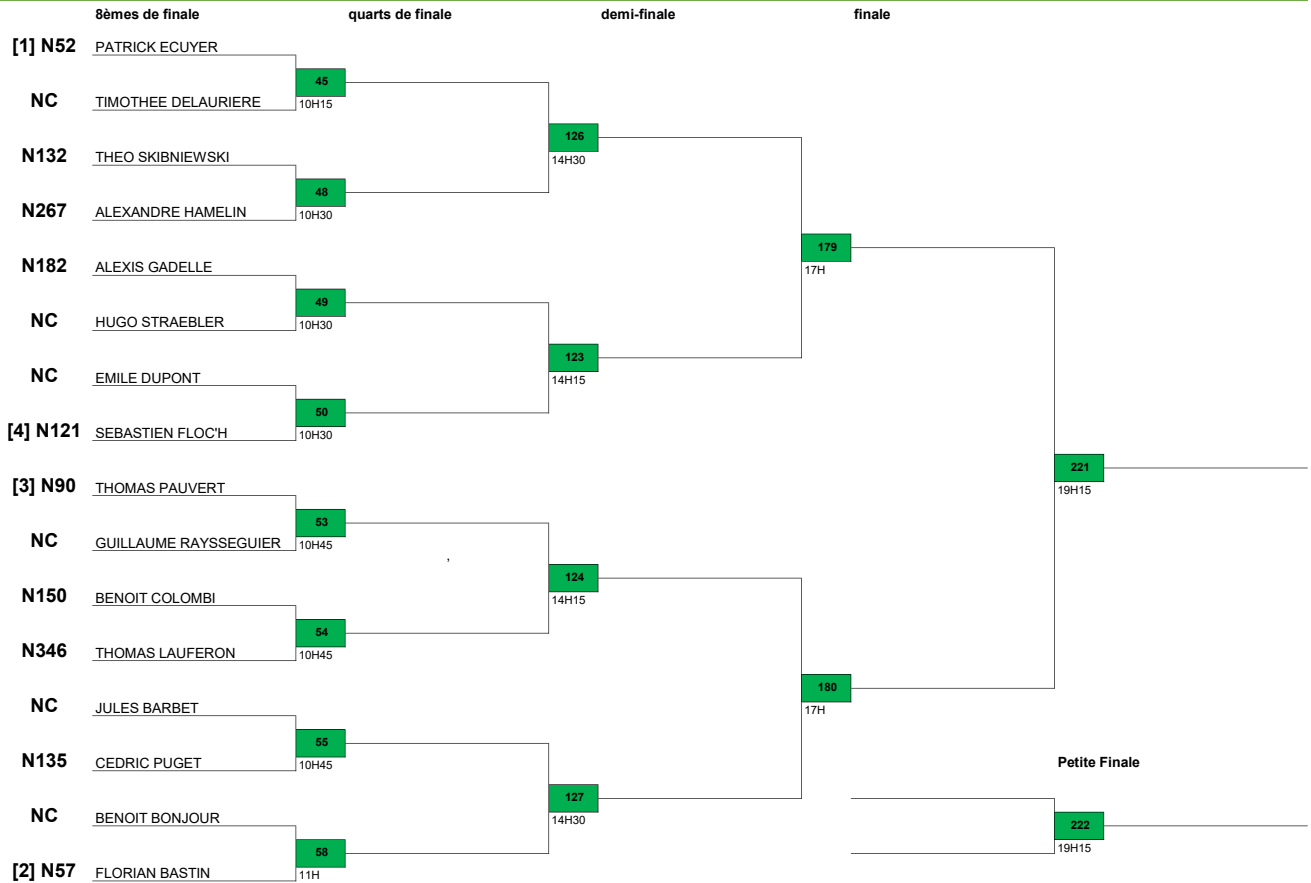 8èmes de finale quarts de finale demi-finale finale
[1] N52 PATRICK ECUYER
45
NC TIMOTHEE DELAURIERE 10H15
126
N132 THEO SKIBNIEWSKI 14H30
48
N267 ALEXANDRE HAMELIN 10H30
179
N182 ALEXIS GADELLE 17H
49
NC HUGO STRAEBLER 10H30
123
NC EMILE DUPONT 14H15
50
[4] N121 SEBASTIEN FLOC'H 10H30
221
[3] N90 THOMAS PAUVERT 19H15
53
NC GUILLAUME RAYSSEGUIER 10H45
,
124
N150 BENOIT COLOMBI 14H15
54
N346 THOMAS LAUFERON 10H45
180
NC JULES BARBET 17H
55
N135 CEDRIC PUGET 10H45 Petite Finale
127
NC BENOIT BONJOUR 14H30 222
58 19H15
[2] N57 FLORIAN BASTIN 11H